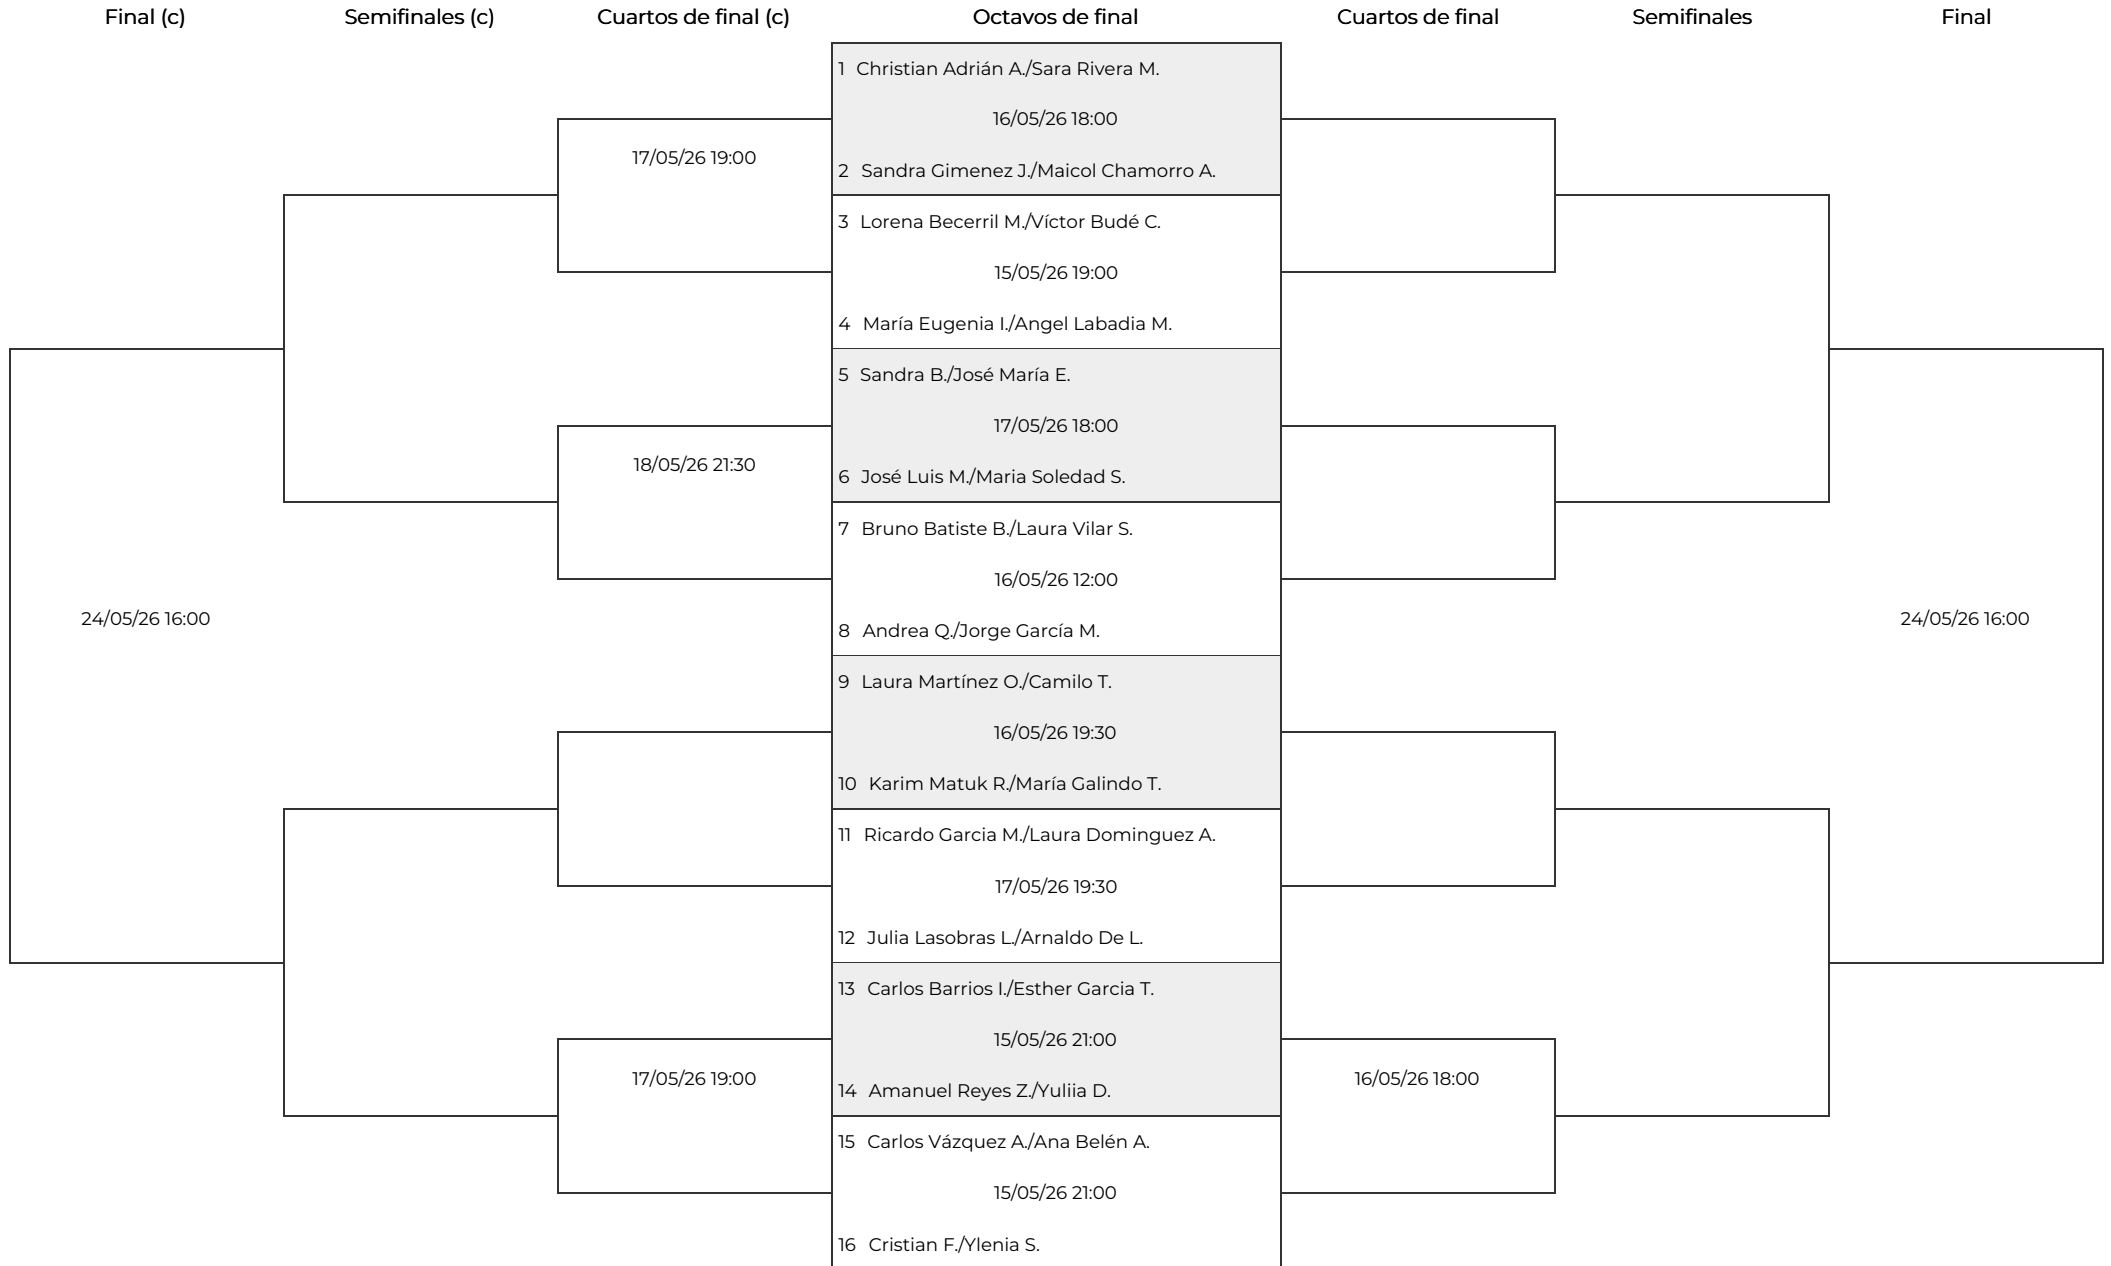 Final (c) Semifinales (c) Cuartos de final (c) Octavos de final Cuartos de final Semifinales Final
1 Christian Adrián A./Sara Rivera M.
16/05/26 18:00
17/05/26 19:00
2 Sandra Gimenez J./Maicol Chamorro A.
3 Lorena Becerril M./Víctor Budé C.
15/05/26 19:00
4 María Eugenia I./Angel Labadia M.
5 Sandra B./José María E.
17/05/26 18:00
18/05/26 21:30
6 José Luis M./Maria Soledad S.
7 Bruno Batiste B./Laura Vilar S.
16/05/26 12:00
24/05/26 16:00 24/05/26 16:00
8 Andrea Q./Jorge García M.
9 Laura Martínez O./Camilo T.
16/05/26 19:30
10 Karim Matuk R./María Galindo T.
11 Ricardo Garcia M./Laura Dominguez A.
17/05/26 19:30
12 Julia Lasobras L./Arnaldo De L.
13 Carlos Barrios I./Esther Garcia T.
15/05/26 21:00
17/05/26 19:00 16/05/26 18:00
14 Amanuel Reyes Z./Yuliia D.
15 Carlos Vázquez A./Ana Belén A.
15/05/26 21:00
16 Cristian F./Ylenia S.